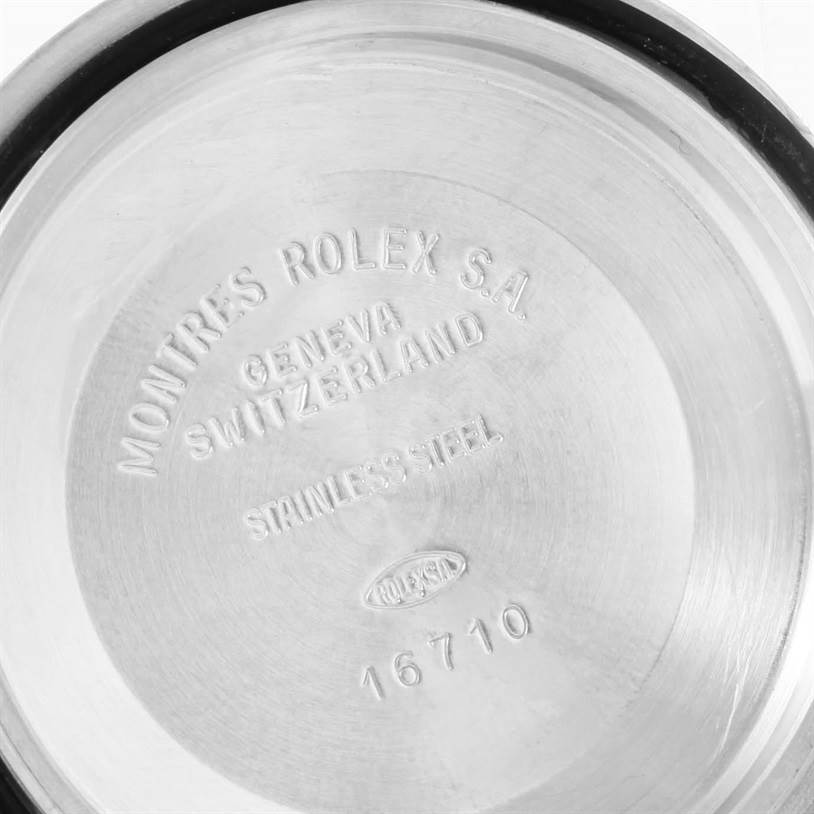 MONTRES ROLEX S.A.
GENEVA
SWITZERLAND
STAINLESS STEEL
ROLEX S.A.
16710